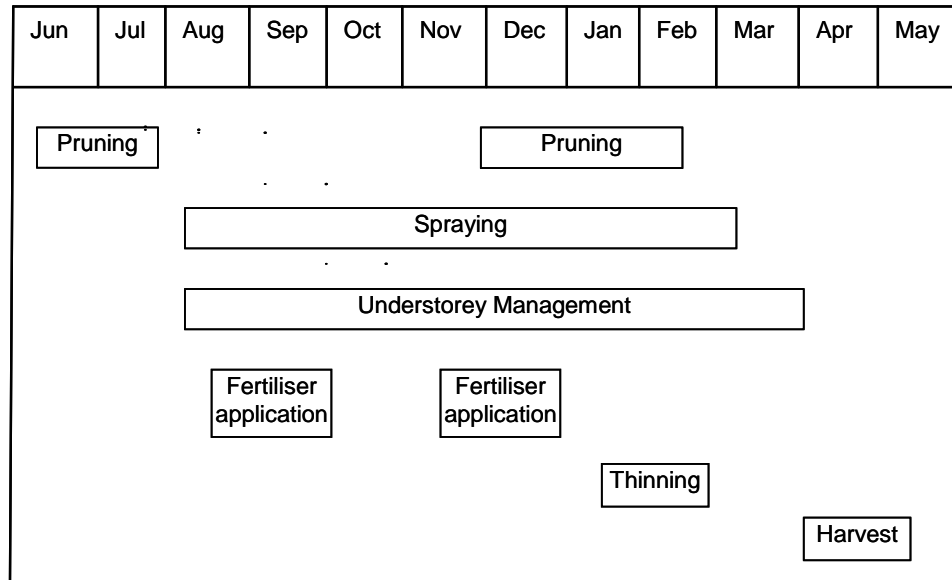 Jun Jul Aug Sep Oct Nov Dec Jan Feb Mar Apr May
Pruning Pruning
Spraying
Understorey Management
Fertiliser Fertiliser
application application
Thinning
Harvest